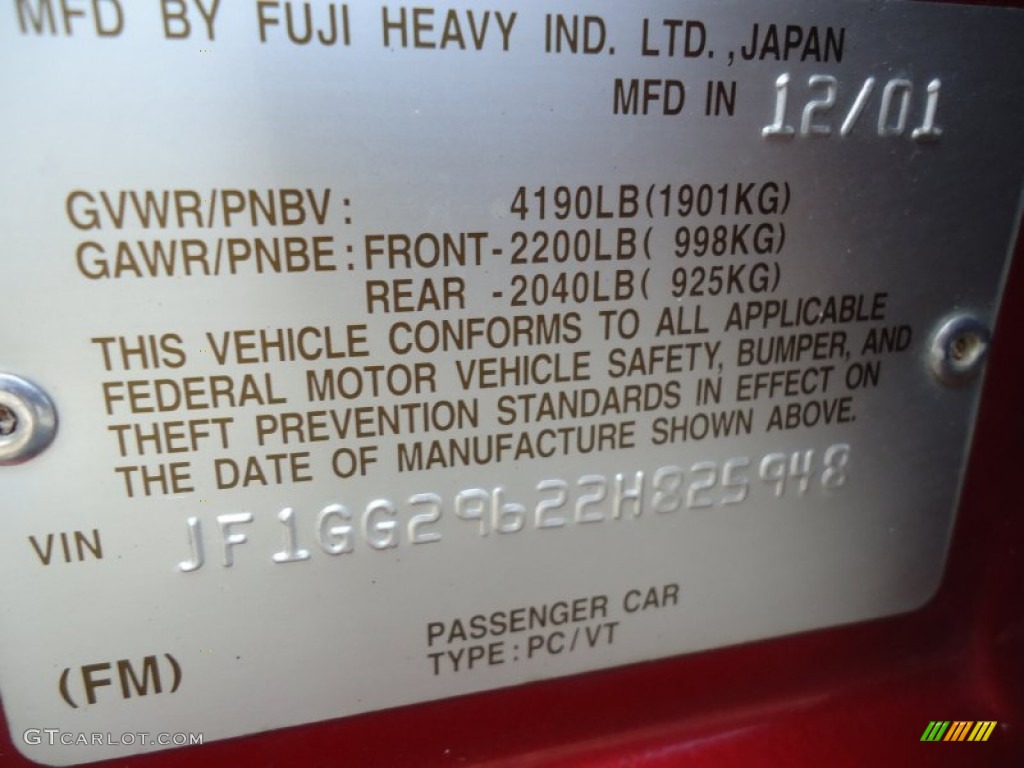 MFD BY FUJI HEAVY IND. LTD.,JAPAN
MFD IN 12/01
GVWR/PNBV: 4190LB(1901KG)
GAWR/PNBE:FRONT-2200LB( 998KG)
REAR -2040LB( 925KG)
THIS VEHICLE CONFORMS TO ALL APPLICABLE
FEDERAL MOTOR VEHICLE SAFETY, BUMPER, AND
THEFT PREVENTION STANDARDS IN EFFECT ON
THE DATE OF MANUFACTURE SHOWN ABOVE.
VIN JF1GG29622H825948
PASSENGER CAR
TYPE:PC/VT
(FM)
GTCARLOT.COM